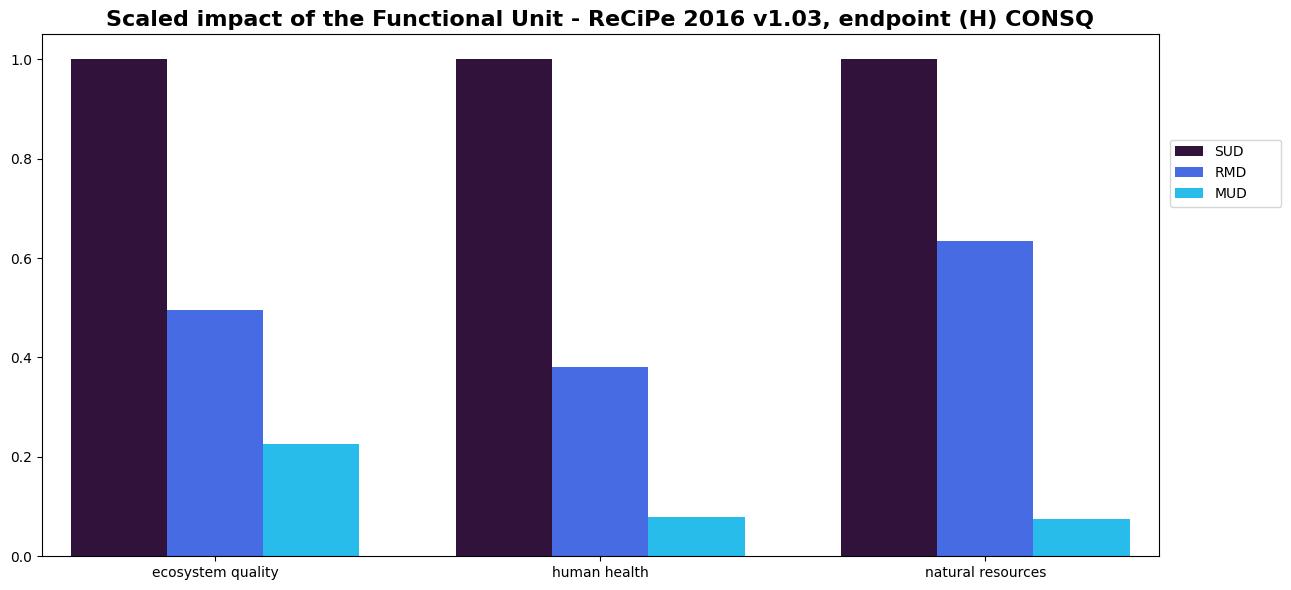 Scaled impact of the Functional Unit - ReCiPe 2016 v1.03, endpoint (H) CONSQ
1.0
0.8
0.6
0.4
0.2
0.0
ecosystem quality
human health
natural resources
SUD
RMD
MUD